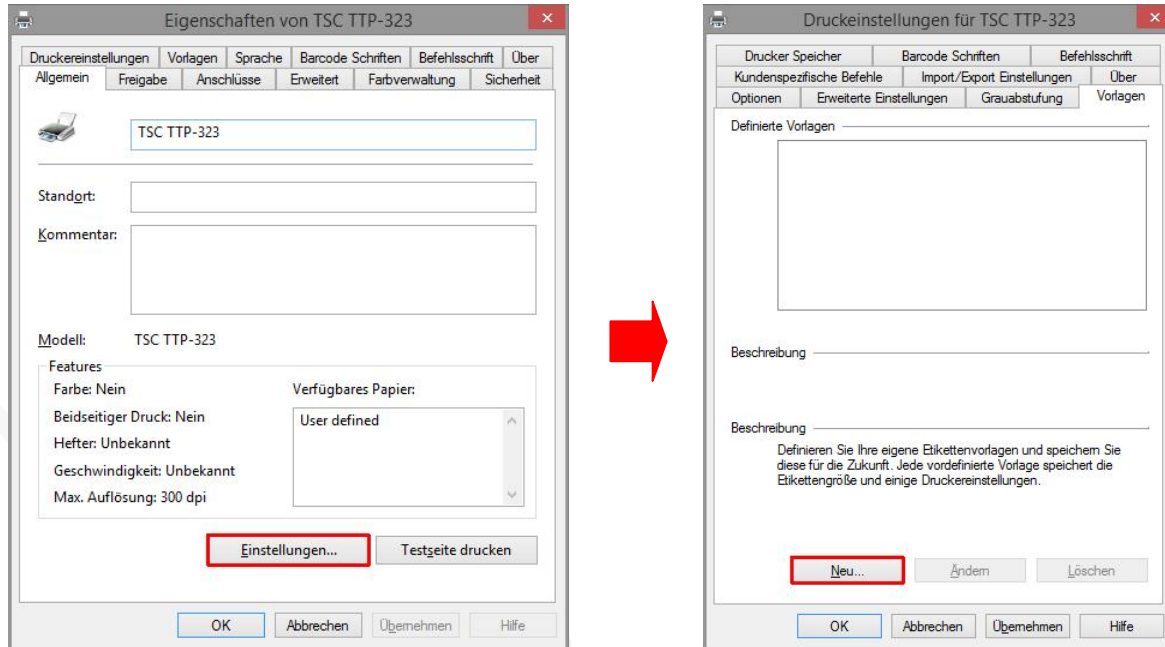 Eigenschaften von TSC TTP-323
Druckereinstellungen Vorlagen Sprache Barcode Schriften Befehlsschrift Über
Allgemein Freigabe Anschlüsse Erweitert Farbverwaltung Sicherheit
TSC TTP-323
Standort:
Kommentar:
Modell: TSC TTP-323
Features
Farbe: Nein
Verfügbares Papier:
Beidseitiger Druck: Nein
User defined
Hefter: Unbekannt
Geschwindigkeit: Unbekannt
Max. Auflösung: 300 dpi
Einstellungen... Testseite drucken
OK Abbrechen Übernehmen Hilfe
Druckeinstellungen für TSC TTP-323
Drucker Speicher Barcode Schriften Befehlsschrift
Kundenspezifische Befehle Import/Export Einstellungen Über
Optionen Erweiterte Einstellungen Grauabstufung Vorlagen
Definierte Vorlagen
Beschreibung
Beschreibung
Definieren Sie Ihre eigene Etikettenvorlagen und speichern Sie
diese für die Zukunft. Jede vordefinierte Vorlage speichert die
Etikettengröße und einige Druckereinstellungen.
Neu... Ändern Löschen
OK Abbrechen Übernehmen Hilfe